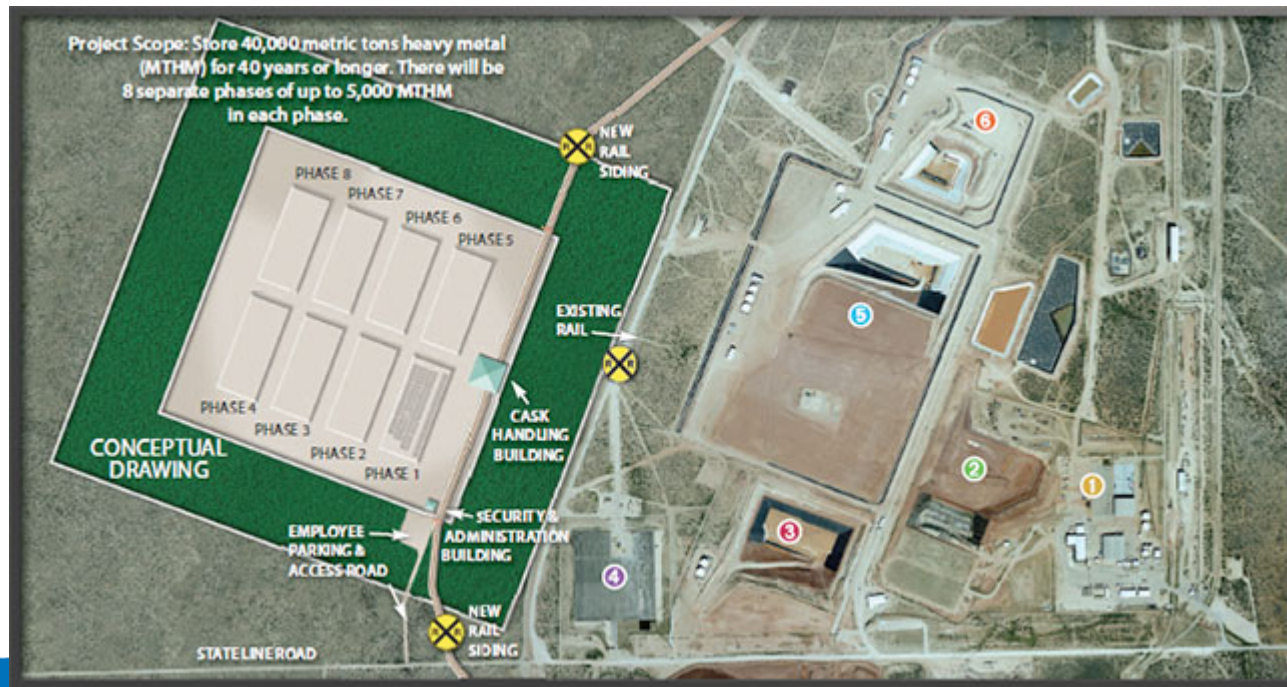 Project Scope: Store 40,000 metric tons heavy metal
(MTHM) for 40 years or longer. There will be
8 separate phases of up to 5,000 MTHM
in each phase.
NEW
RAIL
SIDING
PHASE 8
PHASE 7
PHASE 6
PHASE 5
EXISTING
RAIL
PHASE 4
PHASE 3
PHASE 2
PHASE 1
CASK
HANDLING
BUILDING
CONCEPTUAL
DRAWING
SECURITY &
ADMINISTRATION
BUILDING
EMPLOYEE
PARKING &
ACCESS ROAD
NEW
RAIL
SIDING
STATE LINE ROAD
6
5
2
1
3
4
R R
R R
R R